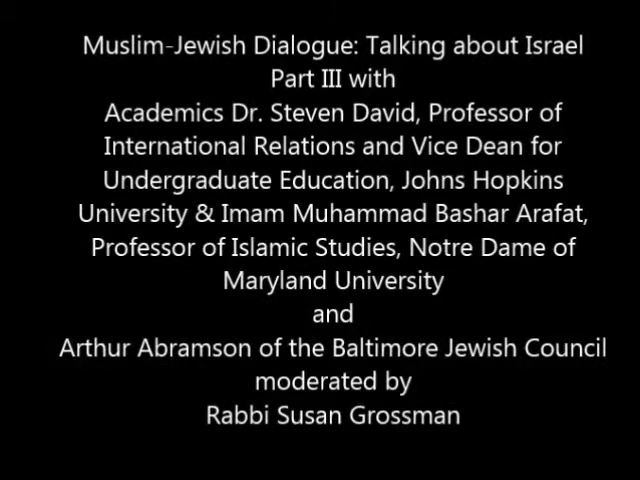 Muslim-Jewish Dialogue: Talking about Israel
Part III with
Academics Dr. Steven David, Professor of
International Relations and Vice Dean for
Undergraduate Education, Johns Hopkins
University & Imam Muhammad Bashar Arafat,
Professor of Islamic Studies, Notre Dame of
Maryland University
and
Arthur Abramson of the Baltimore Jewish Council
moderated by
Rabbi Susan Grossman